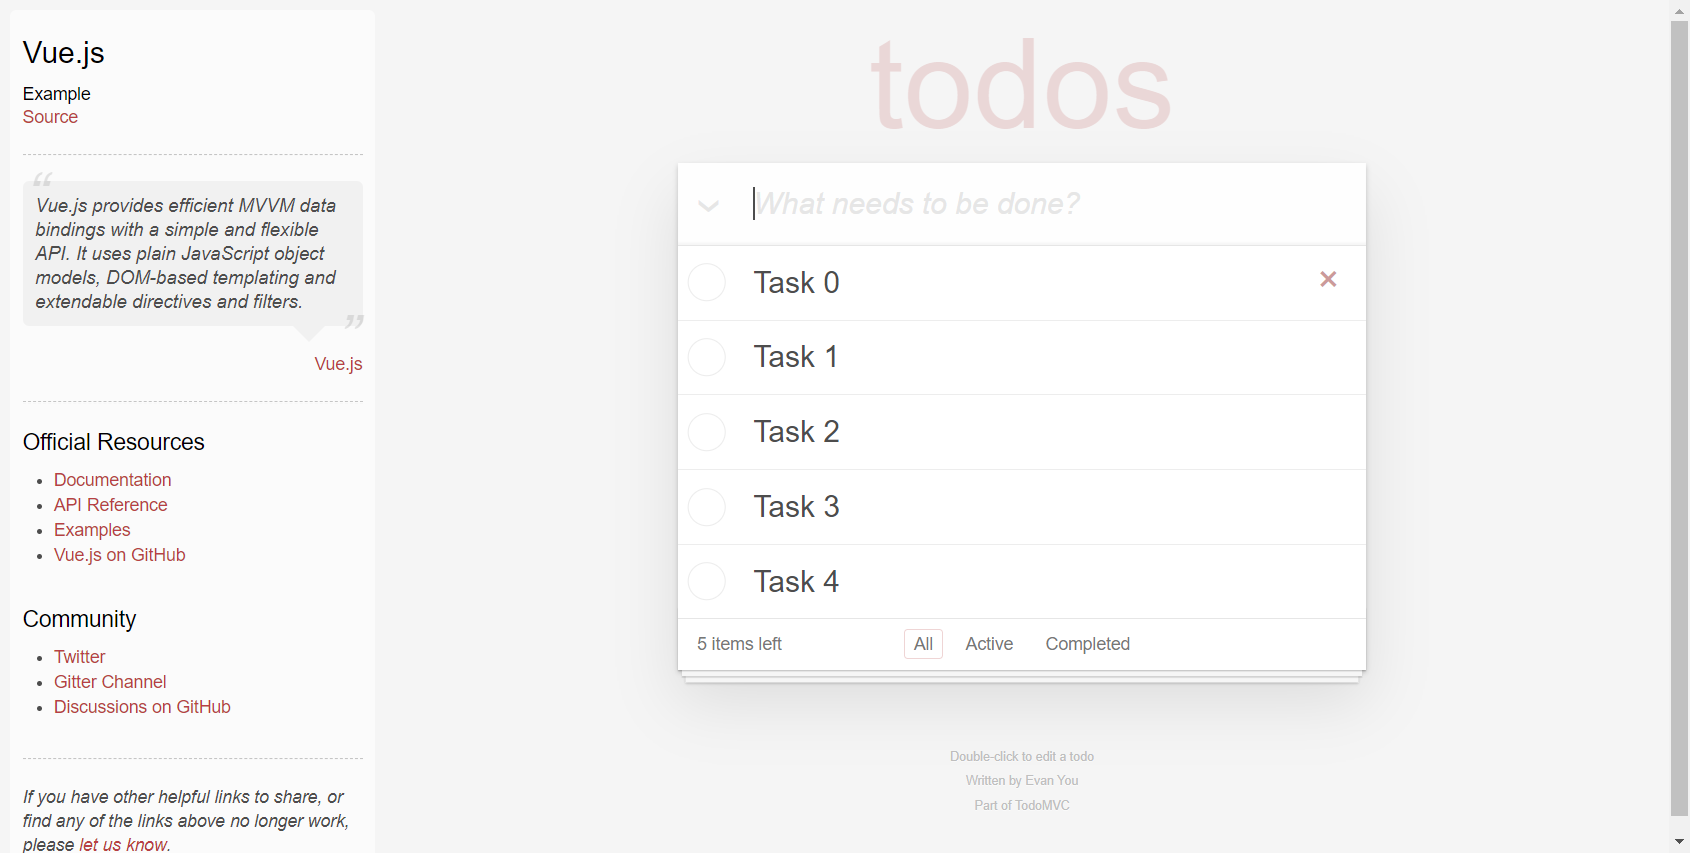 Vue.js
Example
Source
“
Vue.js provides efficient MVVM data
bindings with a simple and flexible
API. It uses plain JavaScript object
models, DOM-based templating and
extendable directives and filters.
”
Vue.js
Official Resources
• Documentation
• API Reference
• Examples
• Vue.js on GitHub
Community
• Twitter
• Gitter Channel
• Discussions on GitHub
If you have other helpful links to share, or
find any of the links above no longer work,
please let us know.
todos
What needs to be done?
Task 0 ×
Task 1
Task 2
Task 3
Task 4
5 items left All Active Completed
Double-click to edit a todo
Written by Evan You
Part of TodoMVC